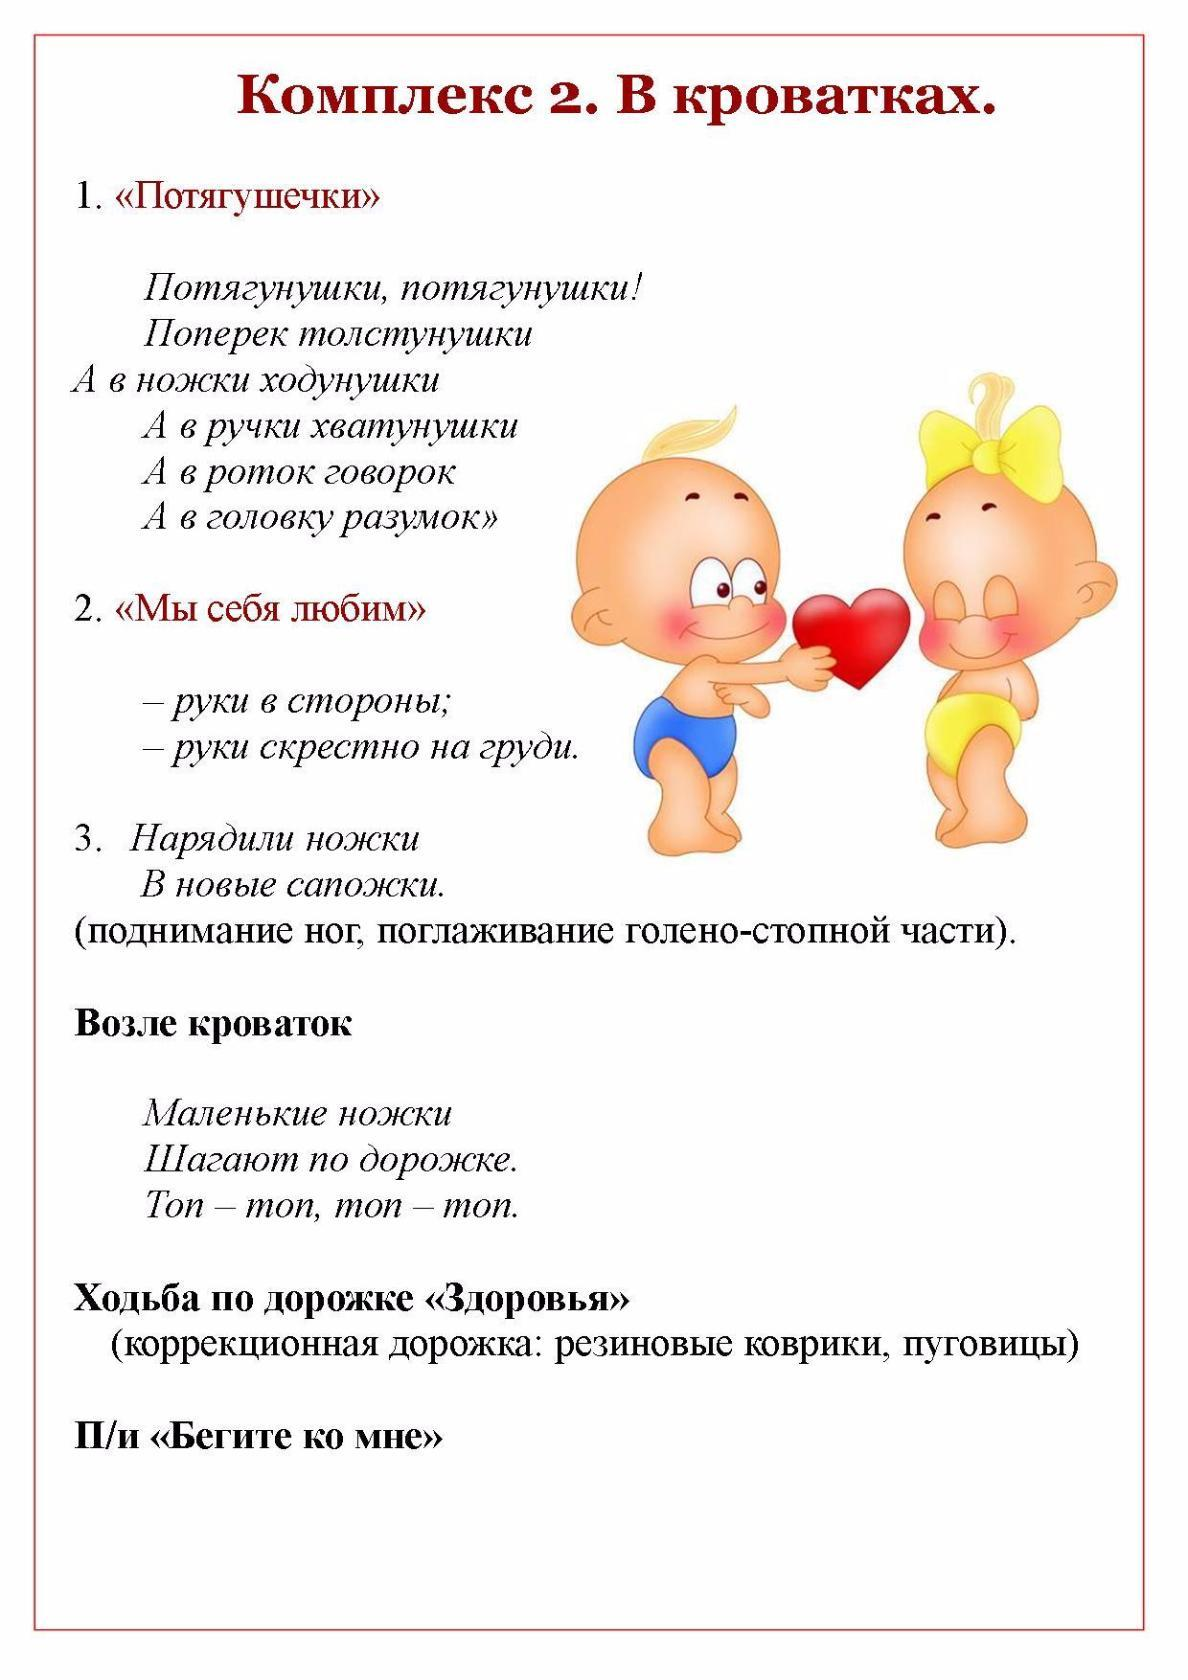 Комплекс 2. В кроватках.
1. «Потягушечки»
Потягунушки, потягунушки!
Поперек толстунушки
А в ножки ходунушки
А в ручки хватунушки
А в роток говорок
А в головку разумок»
2. «Мы себя любим»
– руки в стороны;
– руки скрестно на груди.
3. Нарядили ножки
В новые сапожки.
(поднимание ног, поглаживание голено-стопной части).
Возле кроваток
Маленькие ножки
Шагают по дорожке.
Топ – топ, топ – топ.
Ходьба по дорожке «Здоровья»
(коррекционная дорожка: резиновые коврики, пуговицы)
П/и «Бегите ко мне»